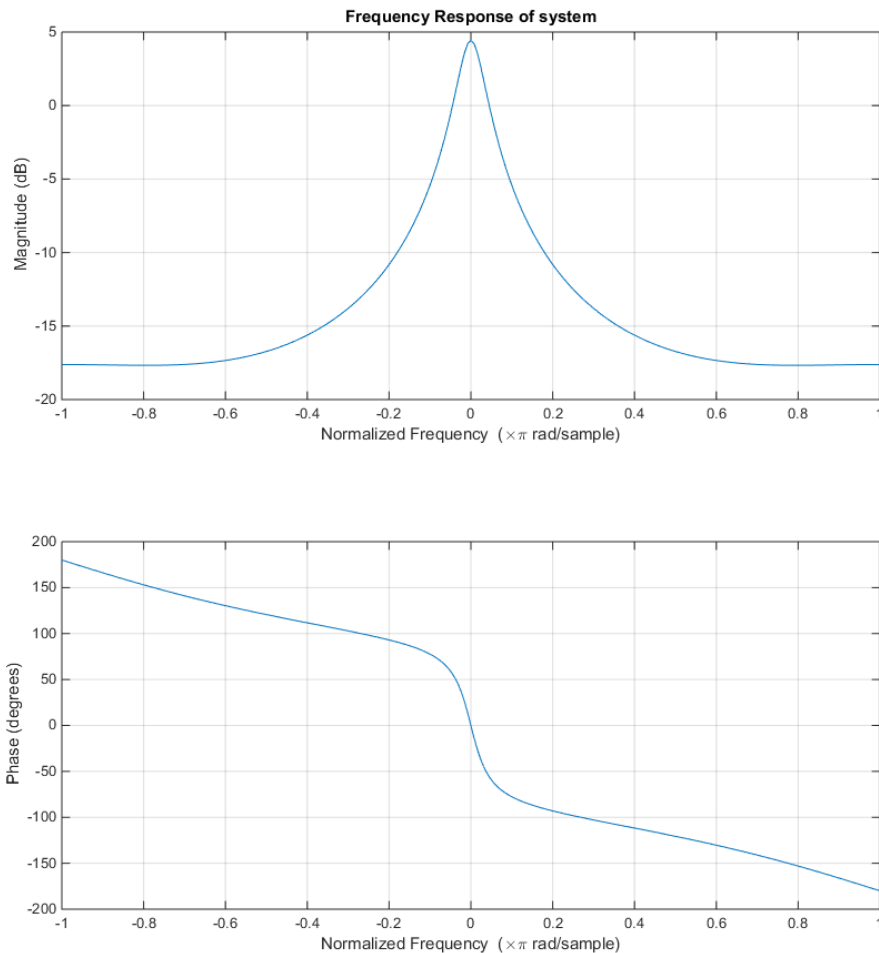 Frequency Response of system
5
0
-5
-10
-15
-20
Magnitude (dB)
-1 -0.8 -0.6 -0.4 -0.2 0 0.2 0.4 0.6 0.8 1
Normalized Frequency (×π rad/sample)
200
150
100
50
0
-50
-100
-150
-200
Phase (degrees)
-1 -0.8 -0.6 -0.4 -0.2 0 0.2 0.4 0.6 0.8 1
Normalized Frequency (×π rad/sample)